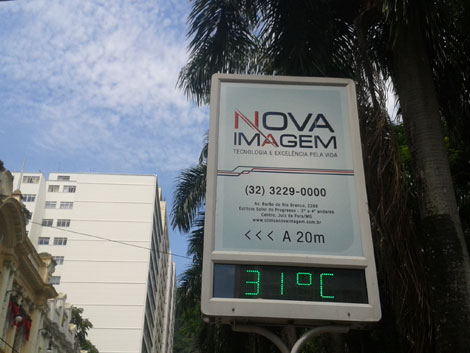 NOVA
IMAGEM
TECNOLOGIA E EXCELÊNCIA PELA VIDA
(32) 3229-0000
Av. Barão do Rio Branco, 2288
Edifício Solar do Progresso - 3º e 4º andares
Centro, Juiz de Fora/MG
www.clinicanovaimagem.com.br
<<< A 20m
31°C